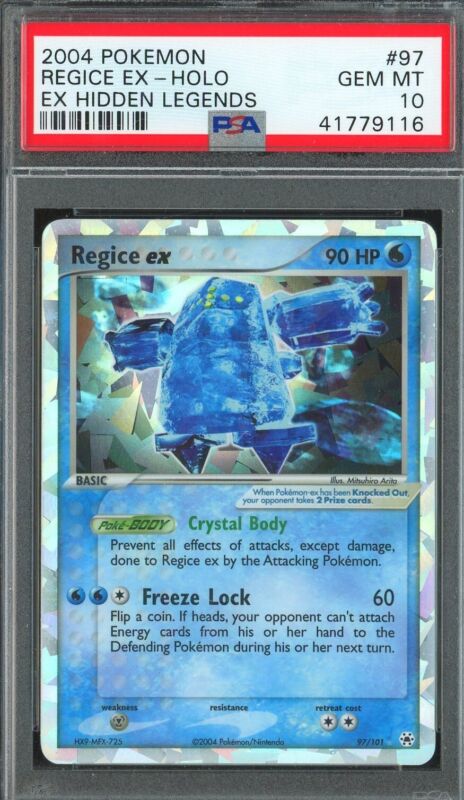 2004 POKEMON #97
REGICE EX - HOLO GEM MT
EX HIDDEN LEGENDS 10
PSA 41779116
Regice ex 90 HP
BASIC Illus. Mitsuhiro Arita
When Pokémon-ex has been Knocked Out,
your opponent takes 2 Prize cards.
Poké-BODY Crystal Body
Prevent all effects of attacks, except damage,
done to Regice ex by the Attacking Pokémon.
Freeze Lock 60
Flip a coin. If heads, your opponent can't attach
Energy cards from his or her hand to the
Defending Pokémon during his or her next turn.
weakness resistance retreat cost
HX9-MFX-725 ©2004 Pokémon/Nintendo 97/101
PSA